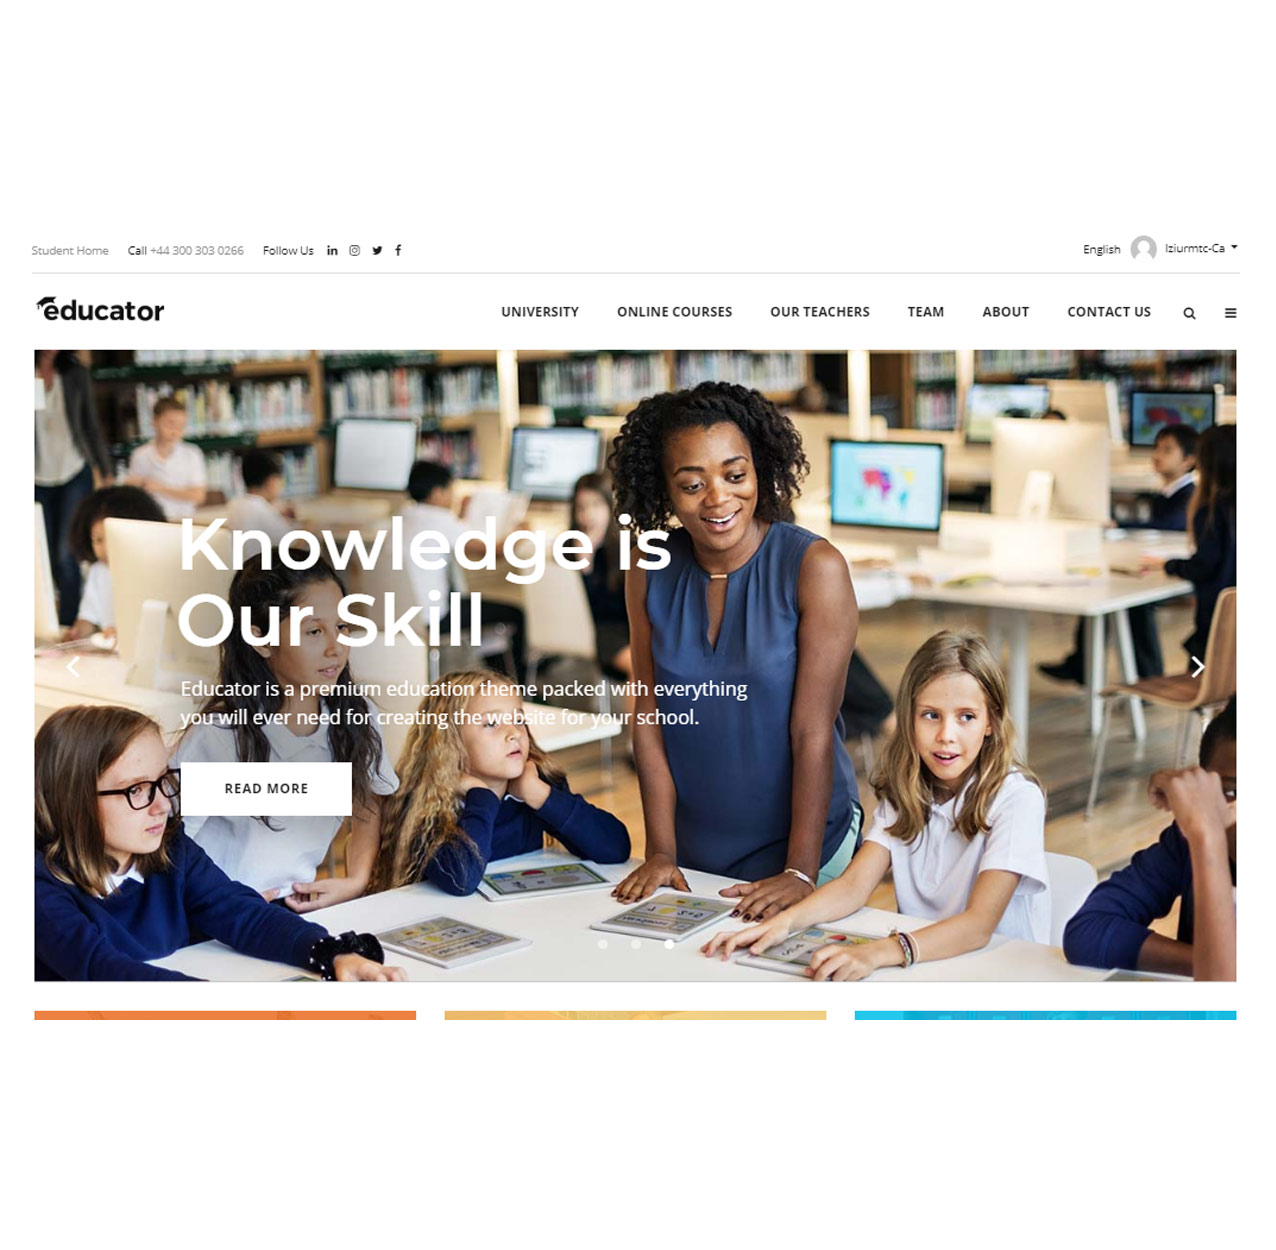 Student Home Call +44 300 303 0266 Follow Us
English Iziurmtc-Ca
educator
UNIVERSITY ONLINE COURSES OUR TEACHERS TEAM ABOUT CONTACT US
Knowledge is
Our Skill
Educator is a premium education theme packed with everything
you will ever need for creating the website for your school.
READ MORE